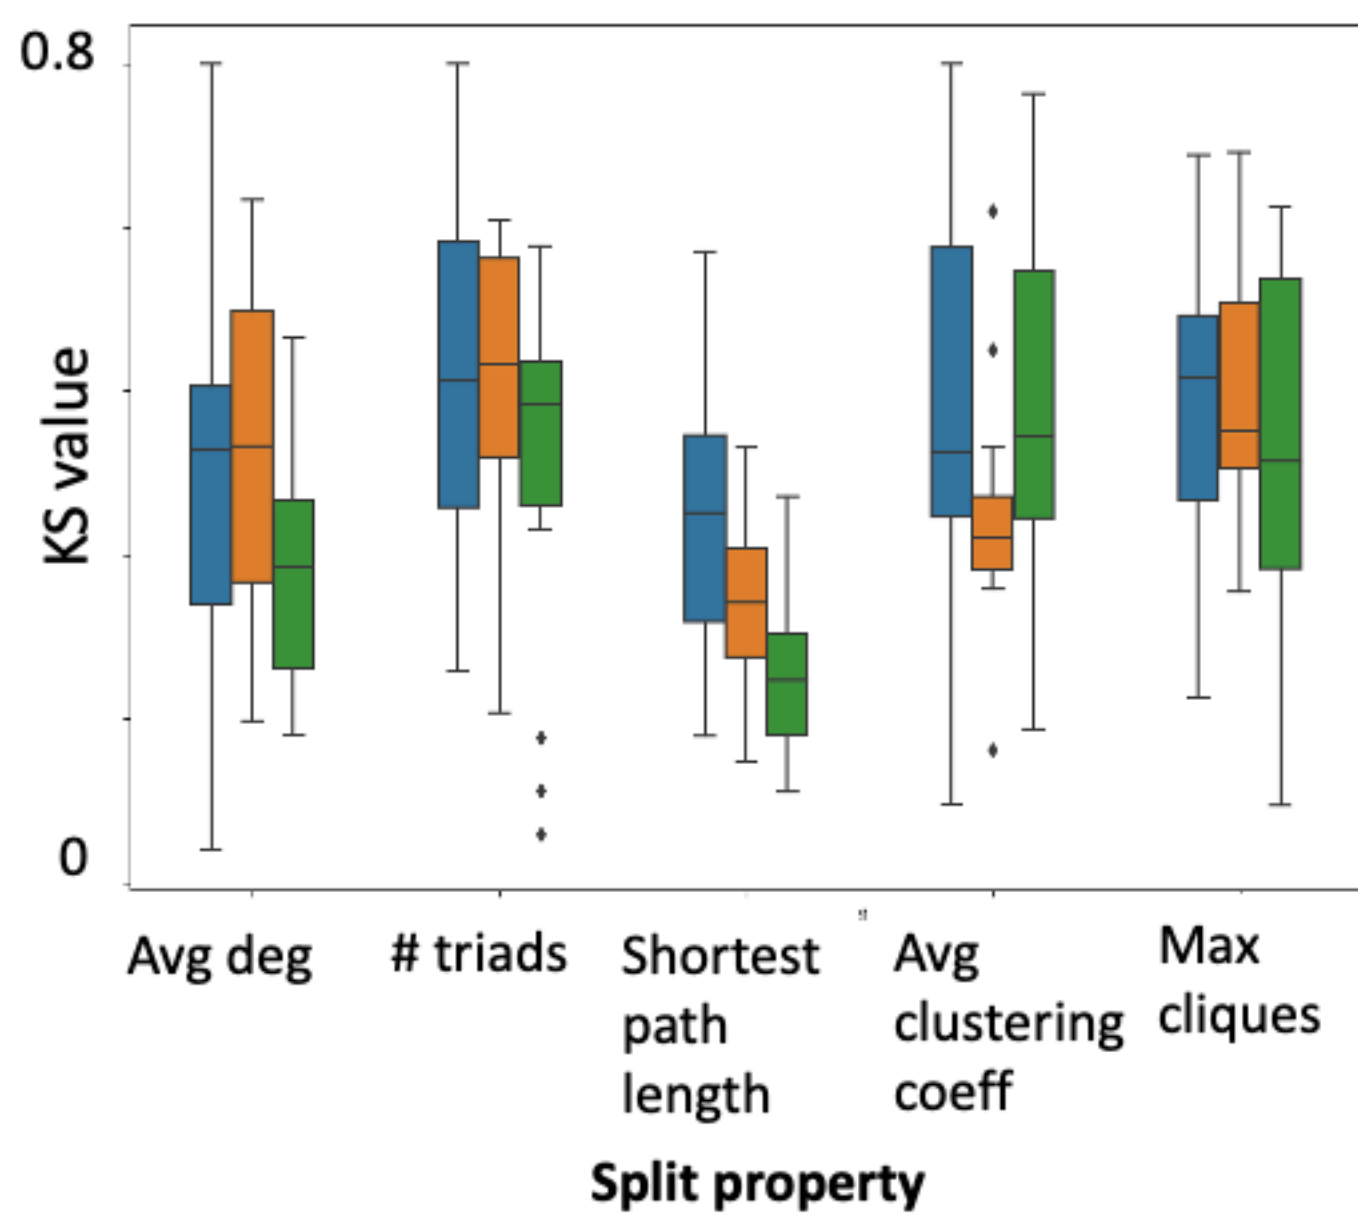 0.8
KS value
0
Avg deg
# triads
Shortest
path
length
Avg
clustering
coeff
Max
cliques
Split property